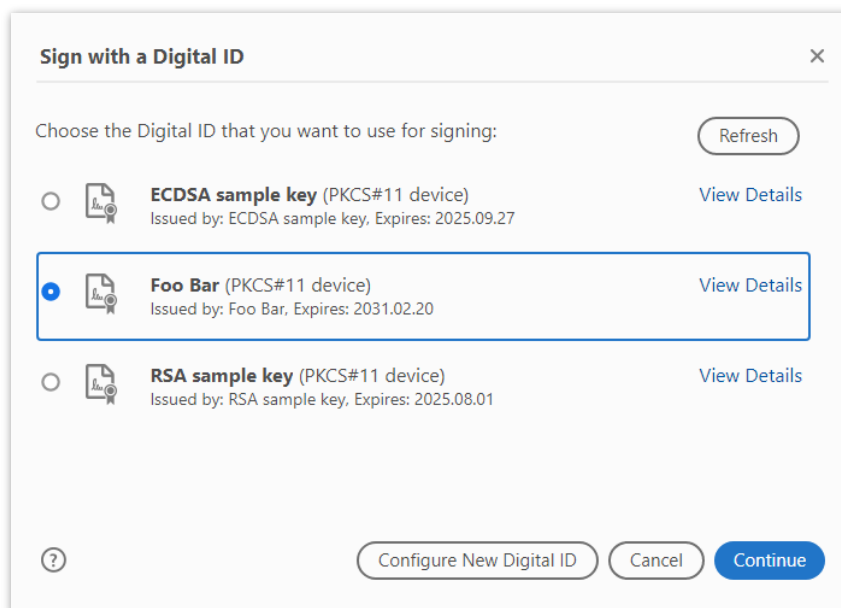 Sign with a Digital ID
Choose the Digital ID that you want to use for signing:
Refresh
ECDSA sample key (PKCS#11 device)
View Details
Issued by: ECDSA sample key, Expires: 2025.09.27
Foo Bar (PKCS#11 device)
View Details
Issued by: Foo Bar, Expires: 2031.02.20
RSA sample key (PKCS#11 device)
View Details
Issued by: RSA sample key, Expires: 2025.08.01
?
Configure New Digital ID
Cancel
Continue